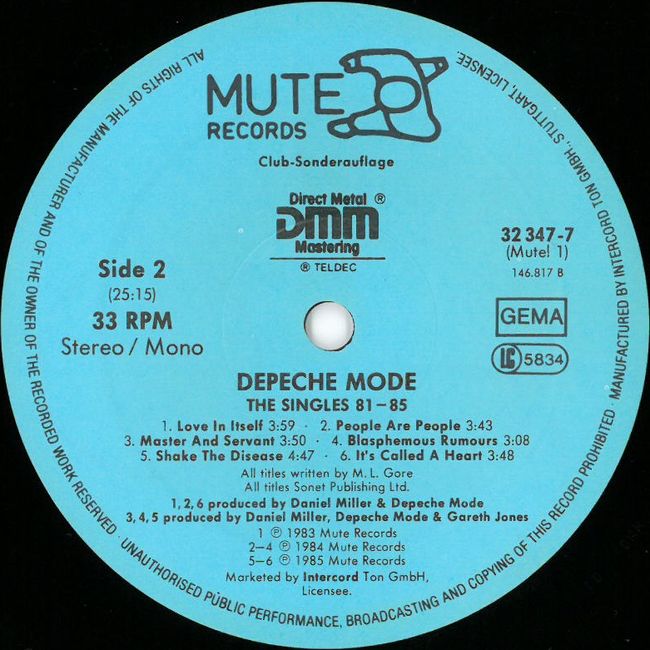 MUTE
RECORDS
Club-Sonderauflage
Direct Metal ®
DMM
Mastering
® TELDEC
32 347-7
(Mutel 1)
146.817 B
Side 2
(25:15)
33 RPM
Stereo / Mono
GEMA
LC 5834
DEPECHE MODE
THE SINGLES 81–85
1. Love In Itself 3:59 · 2. People Are People 3:43
3. Master And Servant 3:50 · 4. Blasphemous Rumours 3:08
5. Shake The Disease 4:47 · 6. It's Called A Heart 3:48
All titles written by M. L. Gore
All titles Sonet Publishing Ltd.
1, 2, 6 produced by Daniel Miller & Depeche Mode
3, 4, 5 produced by Daniel Miller, Depeche Mode & Gareth Jones
1 ℗ 1983 Mute Records
2–4 ℗ 1984 Mute Records
5–6 ℗ 1985 Mute Records
Marketed by Intercord Ton GmbH,
Licensee.
ALL RIGHTS OF THE MANUFACTURER AND OF THE OWNER OF THE RECORDED WORK RESERVED · UNAUTHORISED PUBLIC PERFORMANCE, BROADCASTING AND COPYING OF THIS RECORD PROHIBITED · MANUFACTURED BY INTERCORD TON GMBH, STUTTGART, LICENSEE.